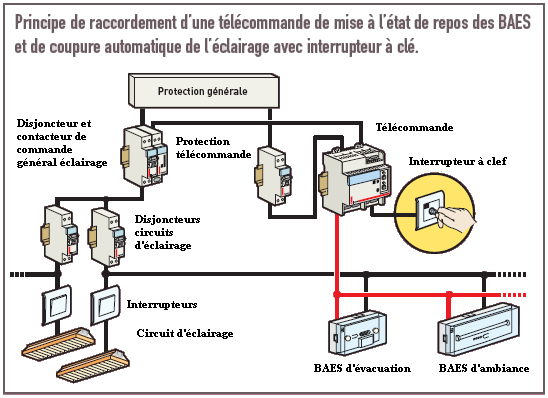 Principe de raccordement d'une télécommande de mise à l'état de repos des BAES
et de coupure automatique de l'éclairage avec interrupteur à clé.
Protection générale
Disjoncteur et
contacteur de
commande
général éclairage
Protection
télécommande
Télécommande
Interrupteur à clef
Disjoncteurs
circuits
d'éclairage
Interrupteurs
Circuit d'éclairage
BAES d'évacuation
BAES d'ambiance